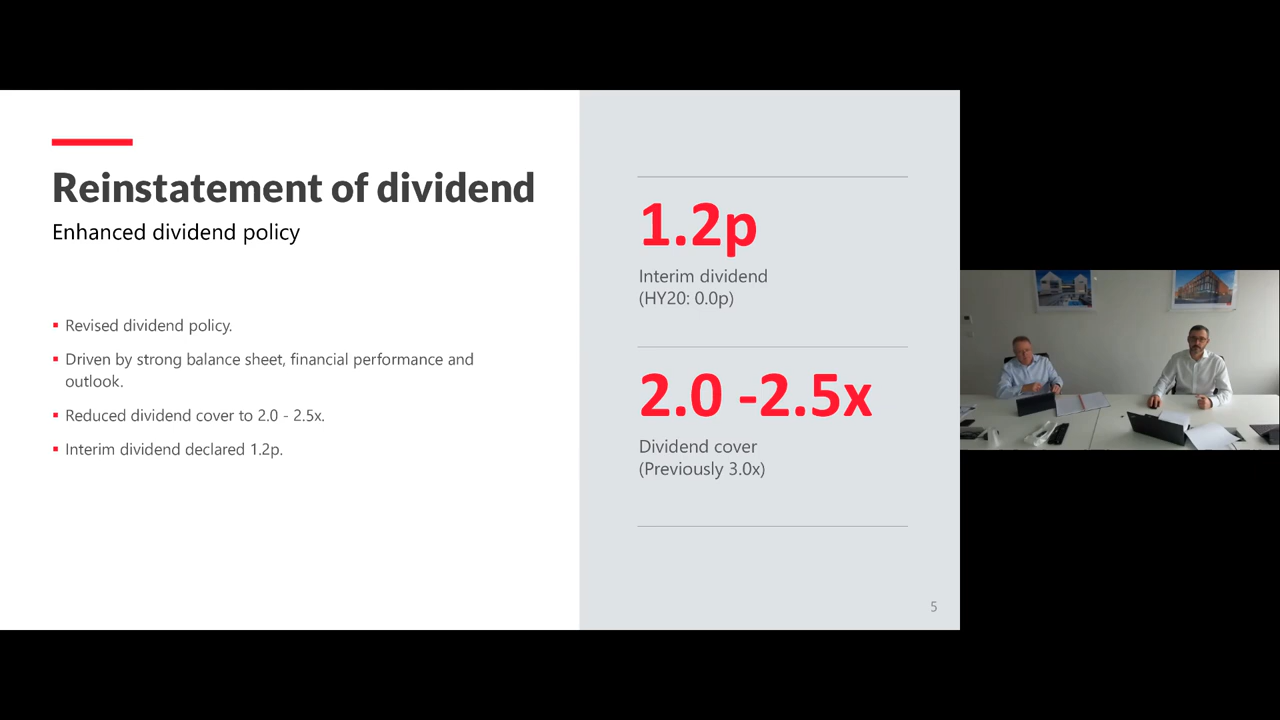 Reinstatement of dividend
Enhanced dividend policy
Revised dividend policy.
Driven by strong balance sheet, financial performance and
outlook.
Reduced dividend cover to 2.0 - 2.5x.
Interim dividend declared 1.2p.
1.2p
Interim dividend
(HY20: 0.0p)
2.0 -2.5x
Dividend cover
(Previously 3.0x)
5